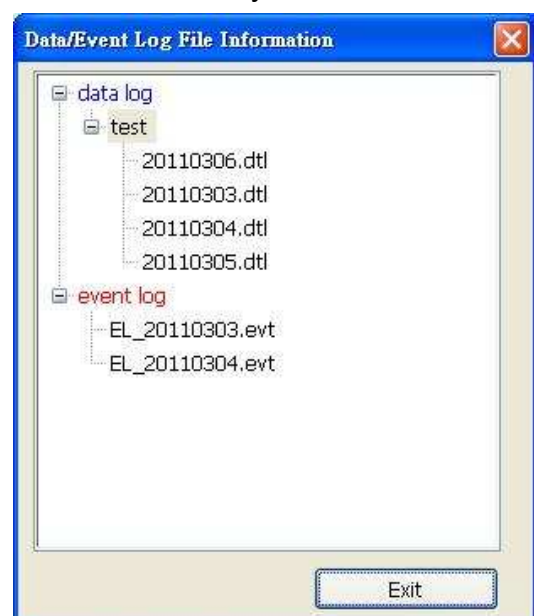 Data/Event Log File Information
data log
test
20110306.dtl
20110303.dtl
20110304.dtl
20110305.dtl
event log
EL_20110303.evt
EL_20110304.evt
Exit